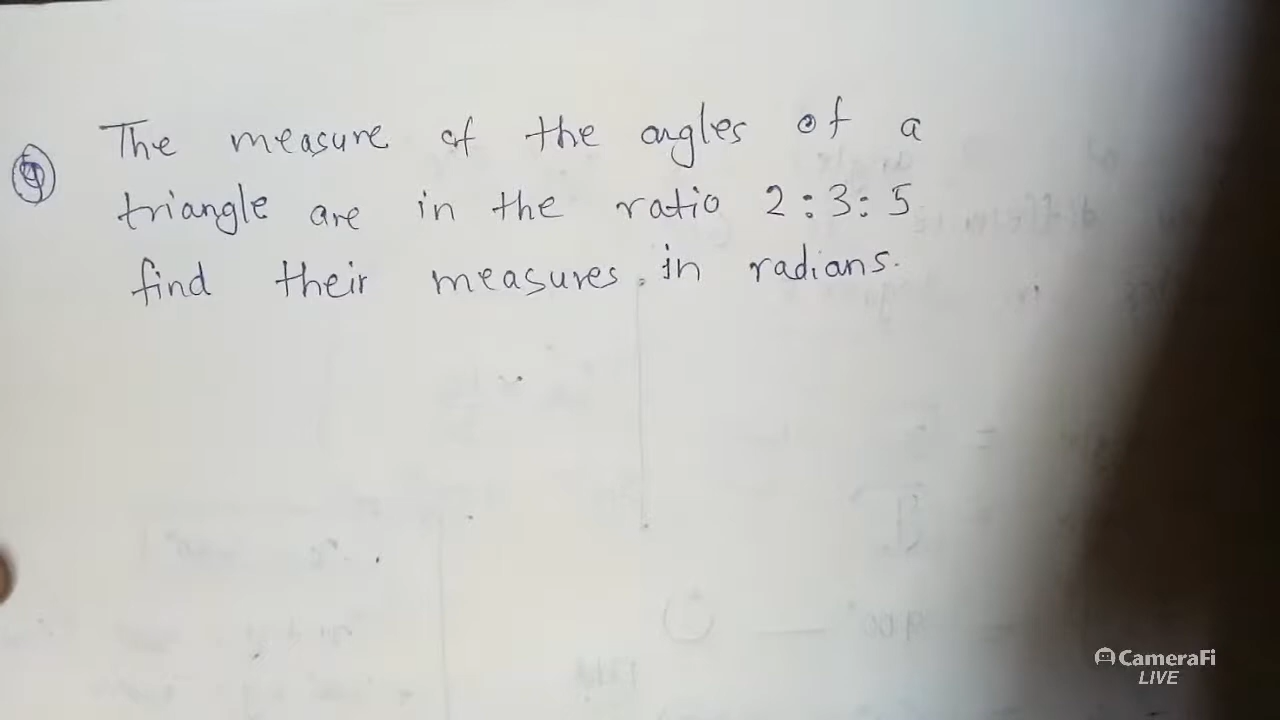 The measure of the angles of a
triangle are in the ratio 2:3:5
find their measures in radians.
CameraFi
LIVE